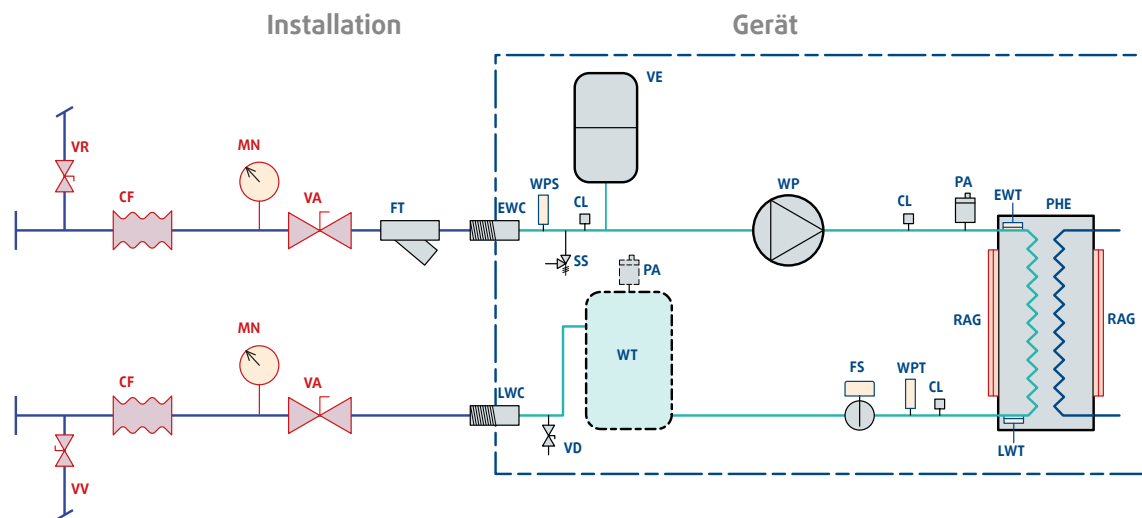 Installation
Gerät
VE
VR
MN
CF
VA
FT
EWC
WPS
CL
WP
CL
PA
EWT
PHE
SS
PA
RAG
RAG
WT
MN
CF
VA
LWC
FS
WPT
CL
VD
LWT
VV